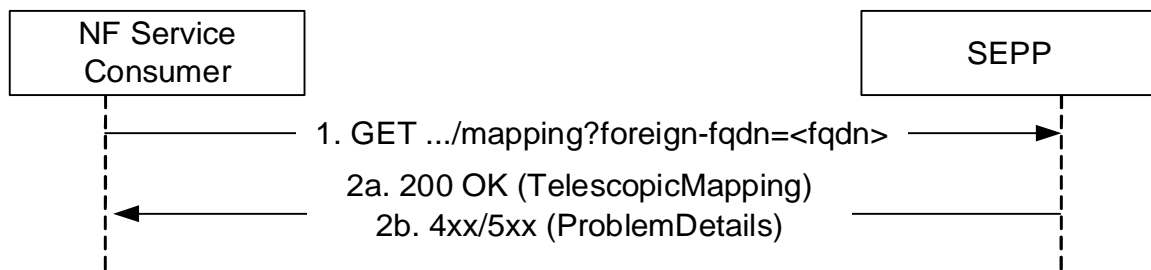 NF Service
Consumer
SEPP
1. GET .../mapping?foreign-fqdn=<fqdn>
2a. 200 OK (TelescopicMapping)
2b. 4xx/5xx (ProblemDetails)